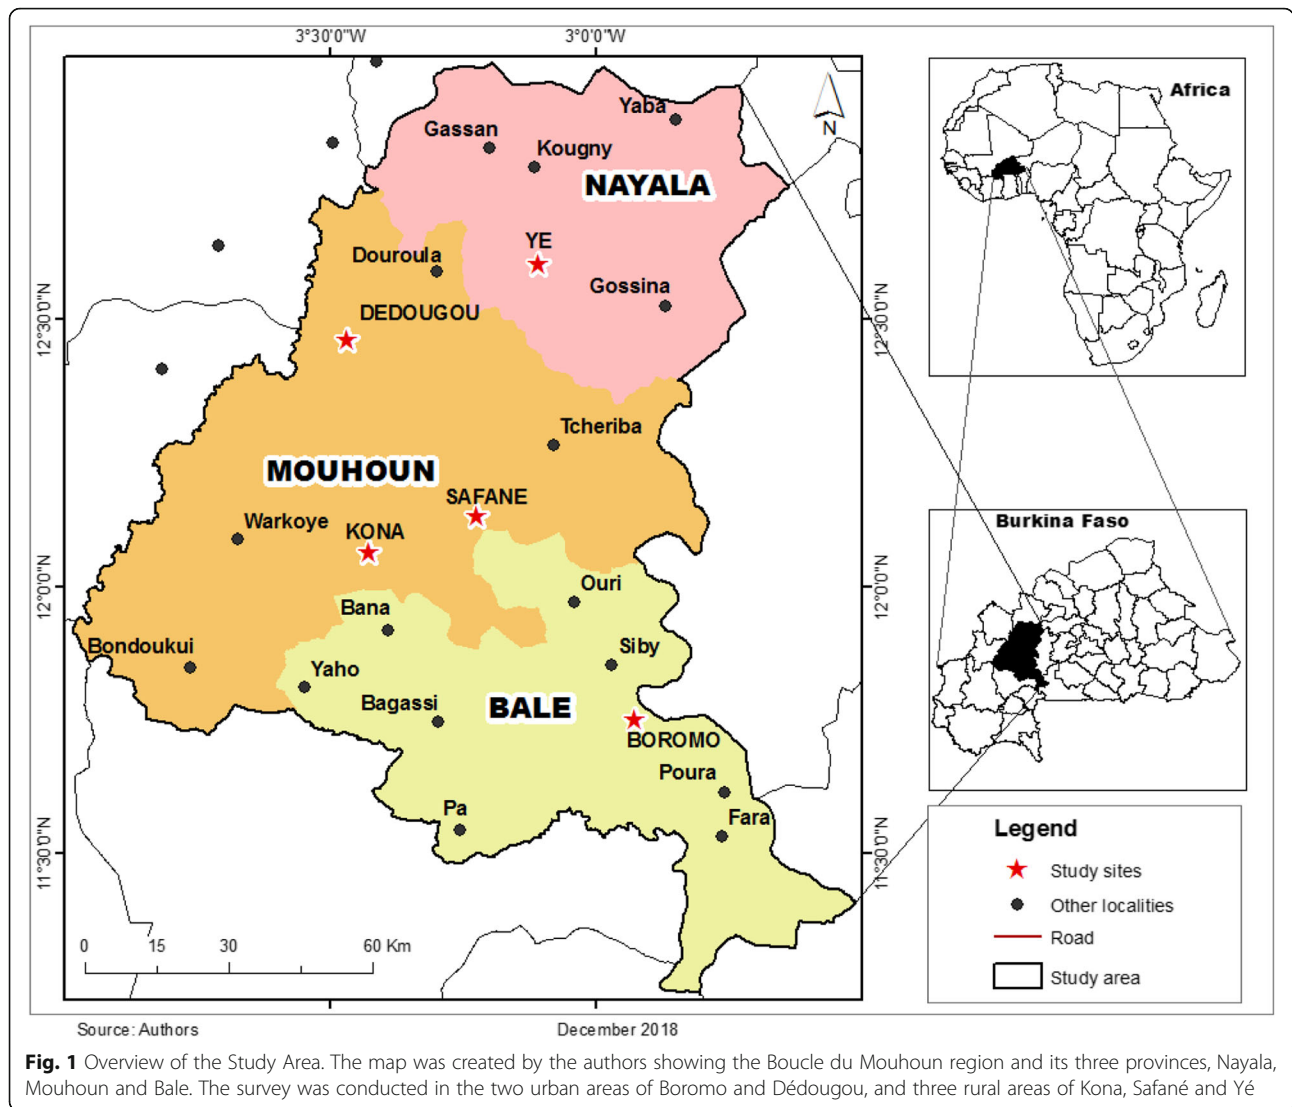 3°30'0"W
3°0'0"W
N
Yaba
Gassan
Kougny
NAYALA
YE
Douroula
Gossina
DEDOUGOU
12°30'0"N
12°30'0"N
Tcheriba
MOUHOUN
SAFANE
Warkoye
KONA
12°0'0"N
12°0'0"N
Ouri
Bana
Siby
Bondoukui
Yaho
Bagassi
BALE
BOROMO
Poura
Pa
Fara
11°30'0"N
11°30'0"N
0 15 30 60 Km
Africa
Burkina Faso
Legend
Study sites
Other localities
Road
Study area
Source: Authors
December 2018
Fig. 1 Overview of the Study Area. The map was created by the authors showing the Boucle du Mouhoun region and its three provinces, Nayala,
Mouhoun and Bale. The survey was conducted in the two urban areas of Boromo and Dédougou, and three rural areas of Kona, Safané and Yé